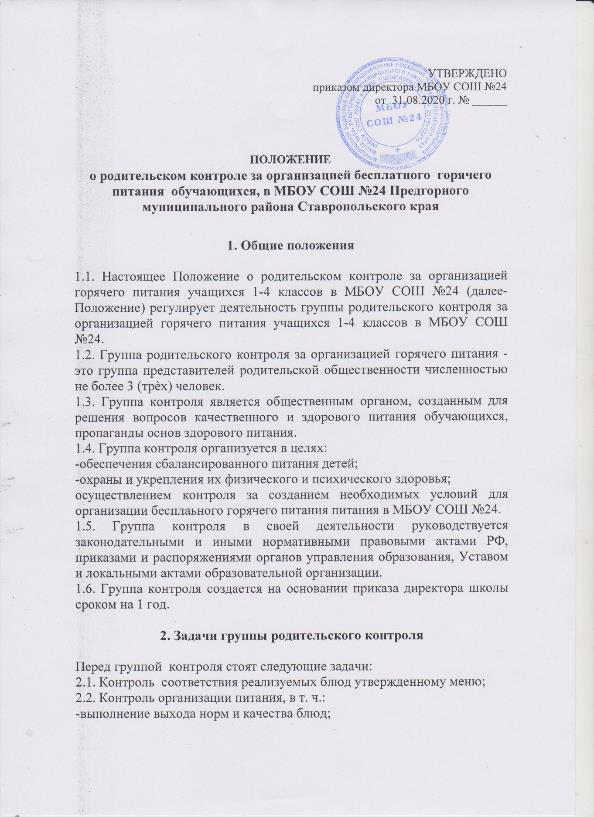 УТВЕРЖДЕНО
приказом директора МБОУ СОШ №24
от 31.08.2020 г. № ______
МБОУ
СОШ №24
ПОЛОЖЕНИЕ
о родительском контроле за организацией бесплатного горячего
питания обучающихся, в МБОУ СОШ №24 Предгорного
муниципального района Ставропольского края
1. Общие положения
1.1. Настоящее Положение о родительском контроле за организацией
горячего питания учащихся 1-4 классов в МБОУ СОШ №24 (далее-
Положение) регулирует деятельность группы родительского контроля за
организацией горячего питания учащихся 1-4 классов в МБОУ СОШ
№24.
1.2. Группа родительского контроля за организацией горячего питания -
это группа представителей родительской общественности численностью
не более 3 (трѐх) человек.
1.3. Группа контроля является общественным органом, созданным для
решения вопросов качественного и здорового питания обучающихся,
пропаганды основ здорового питания.
1.4. Группа контроля организуется в целях:
-обеспечения сбалансированного питания детей;
-охраны и укрепления их физического и психического здоровья;
осуществлением контроля за созданием необходимых условий для
организации бесплаьного горячего питания питания в МБОУ СОШ №24.
1.5. Группа контроля в своей деятельности руководствуется
законодательными и иными нормативными правовыми актами РФ,
приказами и распоряжениями органов управления образования, Уставом
и локальными актами образовательной организации.
1.6. Группа контроля создается на основании приказа директора школы
сроком на 1 год.
2. Задачи группы родительского контроля
Перед группой контроля стоят следующие задачи:
2.1. Контроль соответствия реализуемых блюд утвержденному меню;
2.2. Контроль организации питания, в т. ч.:
-выполнение выхода норм и качества блюд;